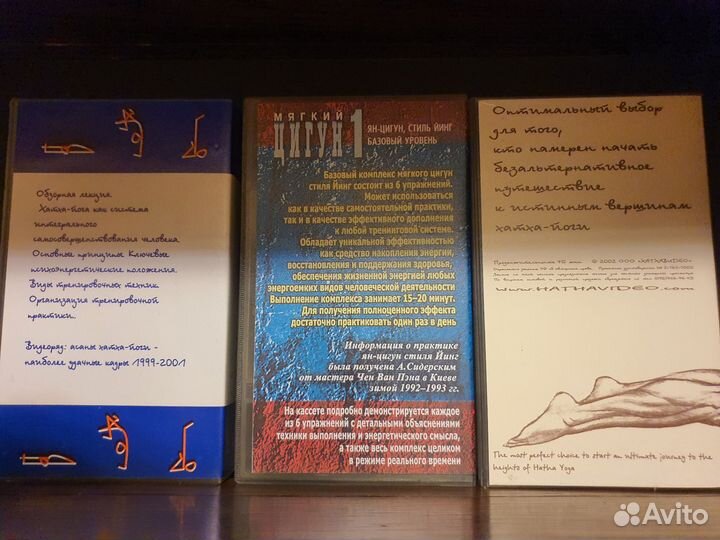 Обзорная лекция
Хатха-йога как система
интегрального
самосовершенствования человека.
Основные принципы. Ключевые
психоэнергетические положения.
Виды тренировочных техник
Организация тренировочной
практики.
Видеоряд: асаны хатха-йоги -
наиболее удачные кадры 1999-2001
МЯГКИЙ
ЦИГУН 1
ЯН-ЦИГУН, СТИЛЬ ЙИНГ
БАЗОВЫЙ УРОВЕНЬ
Базовый комплекс мягкого цигун
стиля Йинг состоит из 6 упражнений.
Может использоваться
как в качестве самостоятельной практики,
так и в качестве эффективного дополнения
к любой тренинговой системе.
Обладает уникальной эффективностью
как средство накопления энергии,
восстановления и поддержания здоровья,
обеспечения жизненной энергией любых
энергоемких видов человеческой деятельности
Выполнение комплекса занимает 15–20 минут.
Для получения полноценного эффекта
достаточно практиковать один раз в день
Информация о практике
ян-цигун стиля Йинг
была получена А.Сидерским
от мастера Чен Ван Пэна в Киеве
зимой 1992–1993 гг.
На кассете подробно демонстрируется каждое
из 6 упражнений с детальными объяснениями
техники выполнения и энергетического смысла,
а также весь комплекс целиком
в режиме реального времени
Оптимальный выбор
для того,
кто намерен начать
безальтернативное
путешествие
к истинным вершинам
хатха-йоги
© 2002 ООО «ХАТХАВИДЕО»
www.HATHAVIDEO.com
The most perfect choice to start an ultimate journey to the
heights of Hatha Yoga
Avito